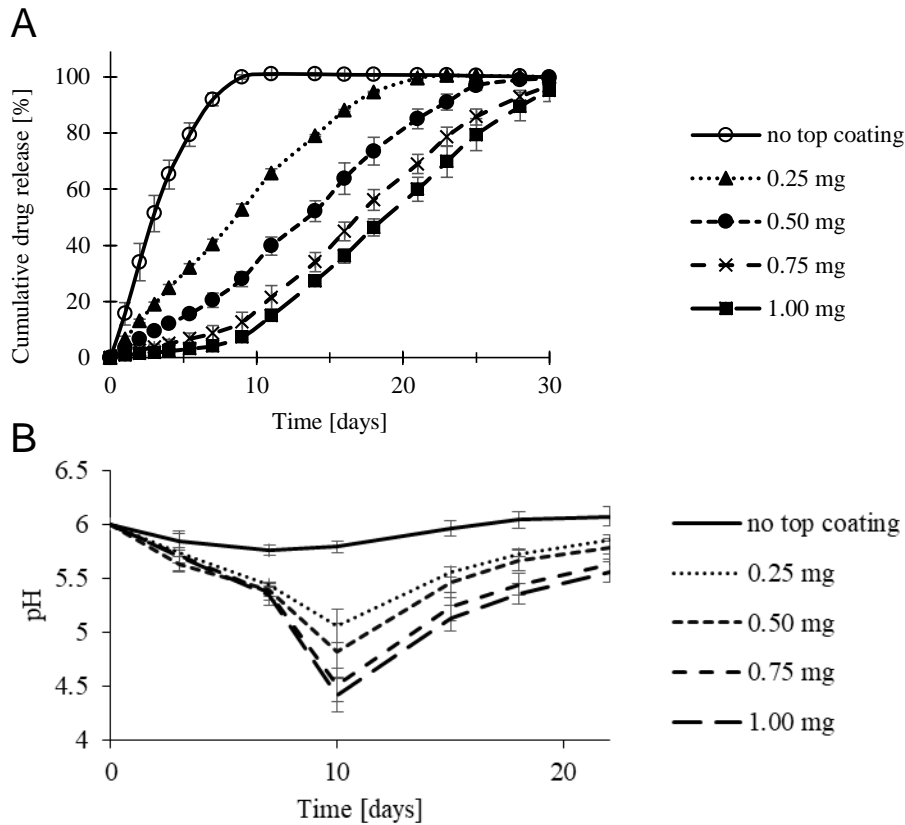 A
Cumulative drug release [%]
100
80
60
40
20
0
0 10 20 30
Time [days]
no top coating
0.25 mg
0.50 mg
0.75 mg
1.00 mg
B
pH
6.5
6
5.5
5
4.5
4
0 10 20
Time [days]
no top coating
0.25 mg
0.50 mg
0.75 mg
1.00 mg